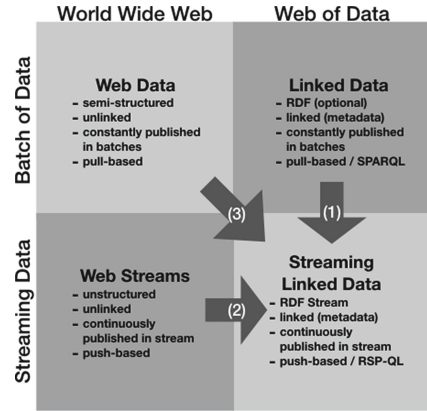 World Wide Web
Web of Data
Batch of Data
Web Data
- semi-structured
- unlinked
- constantly published
in batches
- pull-based
Linked Data
- RDF (optional)
- linked (metadata)
- constantly published
in batches
- pull-based / SPARQL
(3)
(1)
Streaming Data
Web Streams
- unstructured
- unlinked
- continuously
published in stream
- push-based
(2)
Streaming
Linked Data
- RDF Stream
- linked (metadata)
- continuously
published in stream
- push-based / RSP-QL